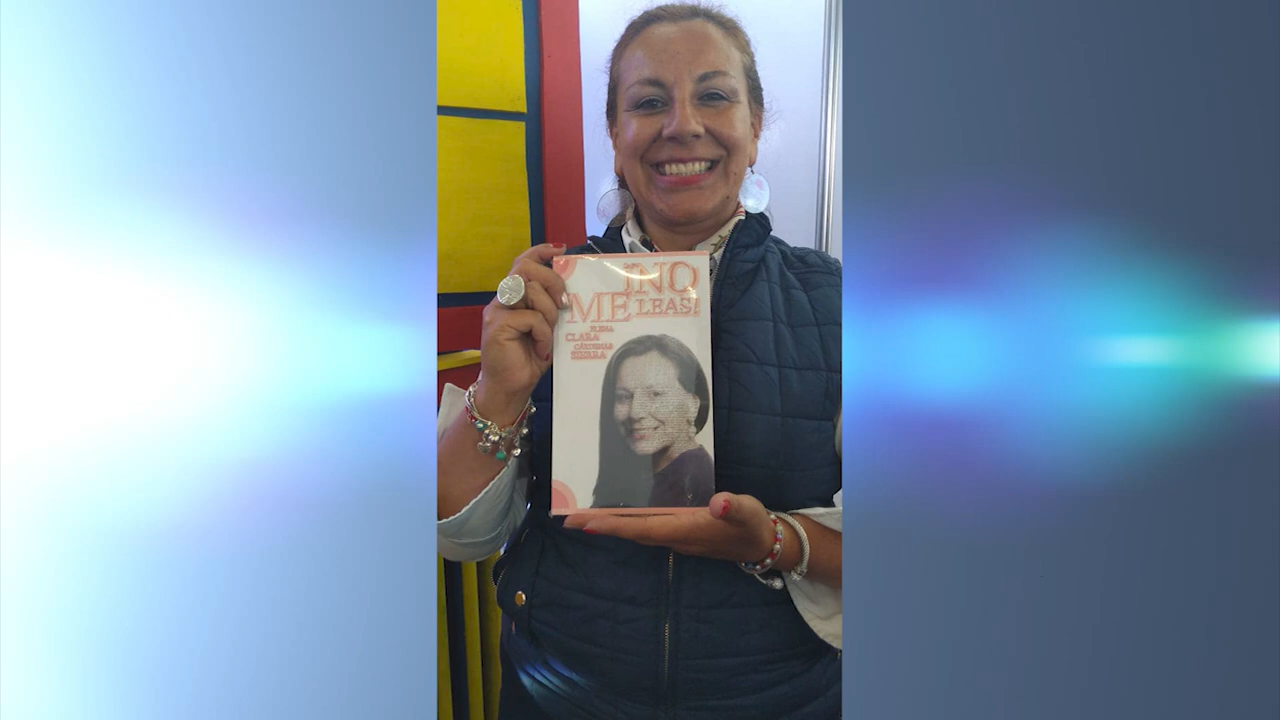 ¡NO
ME LEAS!
ELENA
CLARA
CÁRDENAS
SIERRA